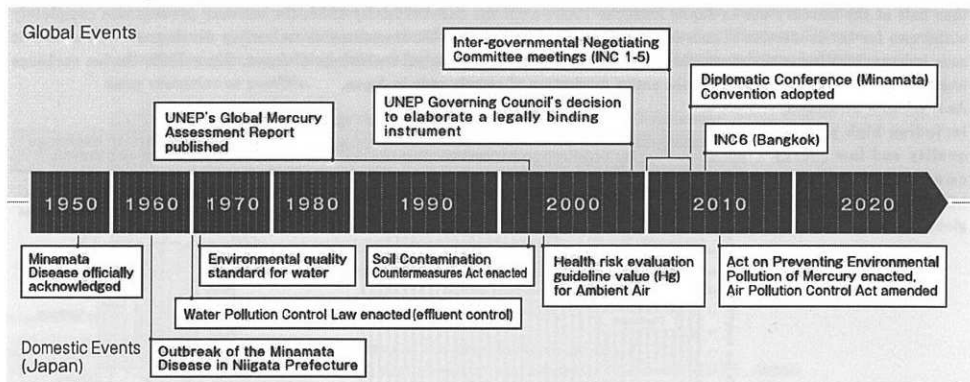 Global Events
Inter-governmental Negotiating
Committee meetings (INC 1-5)
Diplomatic Conference (Minamata)
Convention adopted
UNEP's Global Mercury
Assessment Report
published
UNEP Governing Council's decision
to elaborate a legally binding
instrument
INC6 (Bangkok)
1950
1960
1970
1980
1990
2000
2010
2020
Minamata
Disease officially
acknowledged
Environmental quality
standard for water
Soil Contamination
Countermeasures Act enacted
Health risk evaluation
guideline value (Hg)
for Ambient Air
Act on Preventing Environmental
Pollution of Mercury enacted,
Air Pollution Control Act amended
Water Pollution Control Law enacted (effluent control)
Outbreak of the Minamata
Disease in Niigata Prefecture
Domestic Events
(Japan)